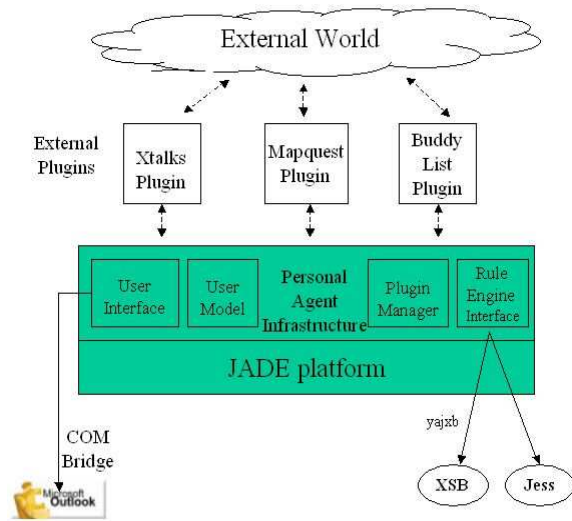 External World
External
Plugins
Xtalks
Plugin
Mapquest
Plugin
Buddy
List
Plugin
User
Interface
User
Model
Personal
Agent
Infrastructure
Plugin
Manager
Rule
Engine
Interface
JADE platform
COM
Bridge
yajxb
Microsoft
Outlook
XSB
Jess